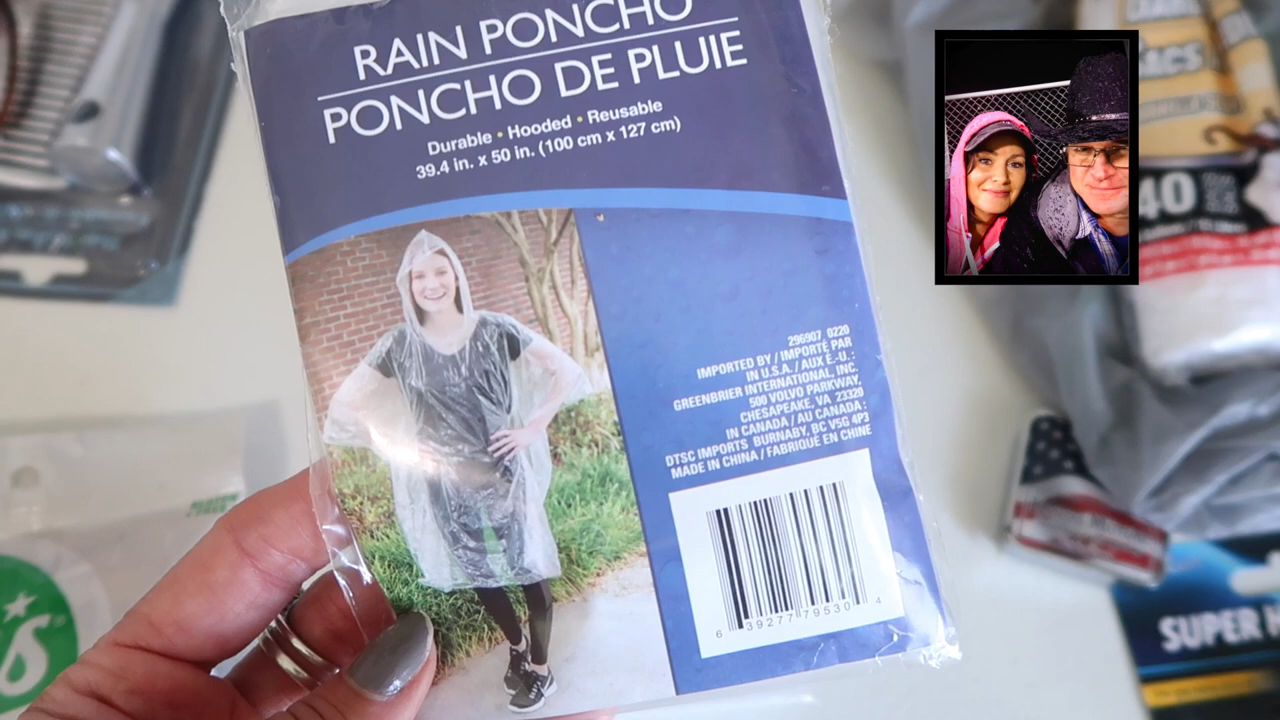 RAIN PONCHO
PONCHO DE PLUIE
Durable • Hooded • Reusable
39.4 in. x 50 in. (100 cm x 127 cm)
296907 0220
IMPORTED BY / IMPORTÉ PAR
IN U.S.A. / AUX É.-U. :
GREENBRIER INTERNATIONAL, INC.
500 VOLVO PARKWAY,
CHESAPEAKE, VA 23320
IN CANADA / AU CANADA :
DTSC IMPORTS BURNABY, BC V5G 4P3
MADE IN CHINA / FABRIQUÉ EN CHINE
6 39277 79530 4
40
SUPER